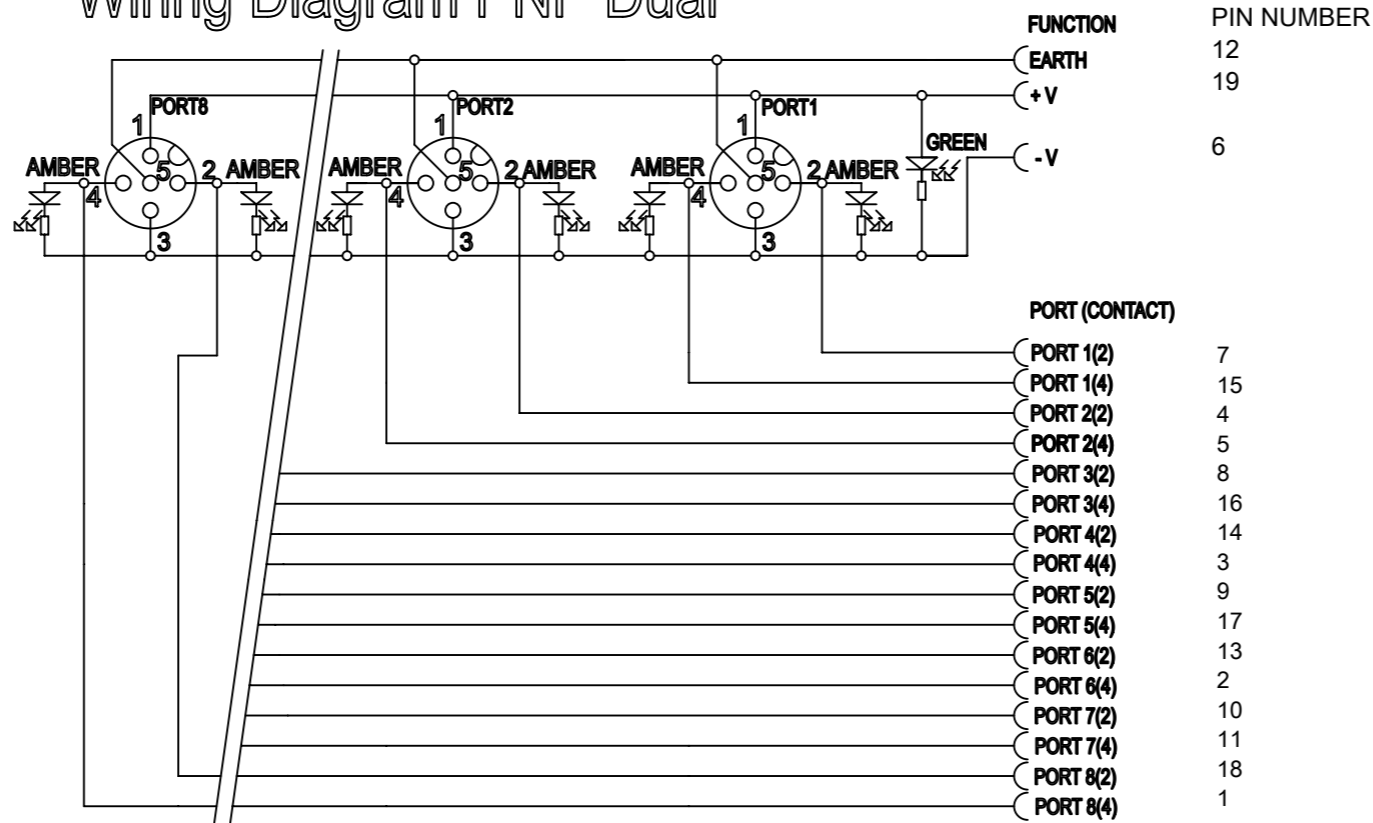 Wiring Diagram PNP Dual
FUNCTION PIN NUMBER
EARTH 12
+ V 19
- V 6
PORT8 PORT2 PORT1
1 1 1
GREEN
AMBER 5 2 AMBER AMBER 5 2 AMBER AMBER 5 2 AMBER
4 4 4
3 3 3
PORT (CONTACT)
PORT 1(2) 7
PORT 1(4) 15
PORT 2(2) 4
PORT 2(4) 5
PORT 3(2) 8
PORT 3(4) 16
PORT 4(2) 14
PORT 4(4) 3
PORT 5(2) 9
PORT 5(4) 17
PORT 6(2) 13
PORT 6(4) 2
PORT 7(2) 10
PORT 7(4) 11
PORT 8(2) 18
PORT 8(4) 1